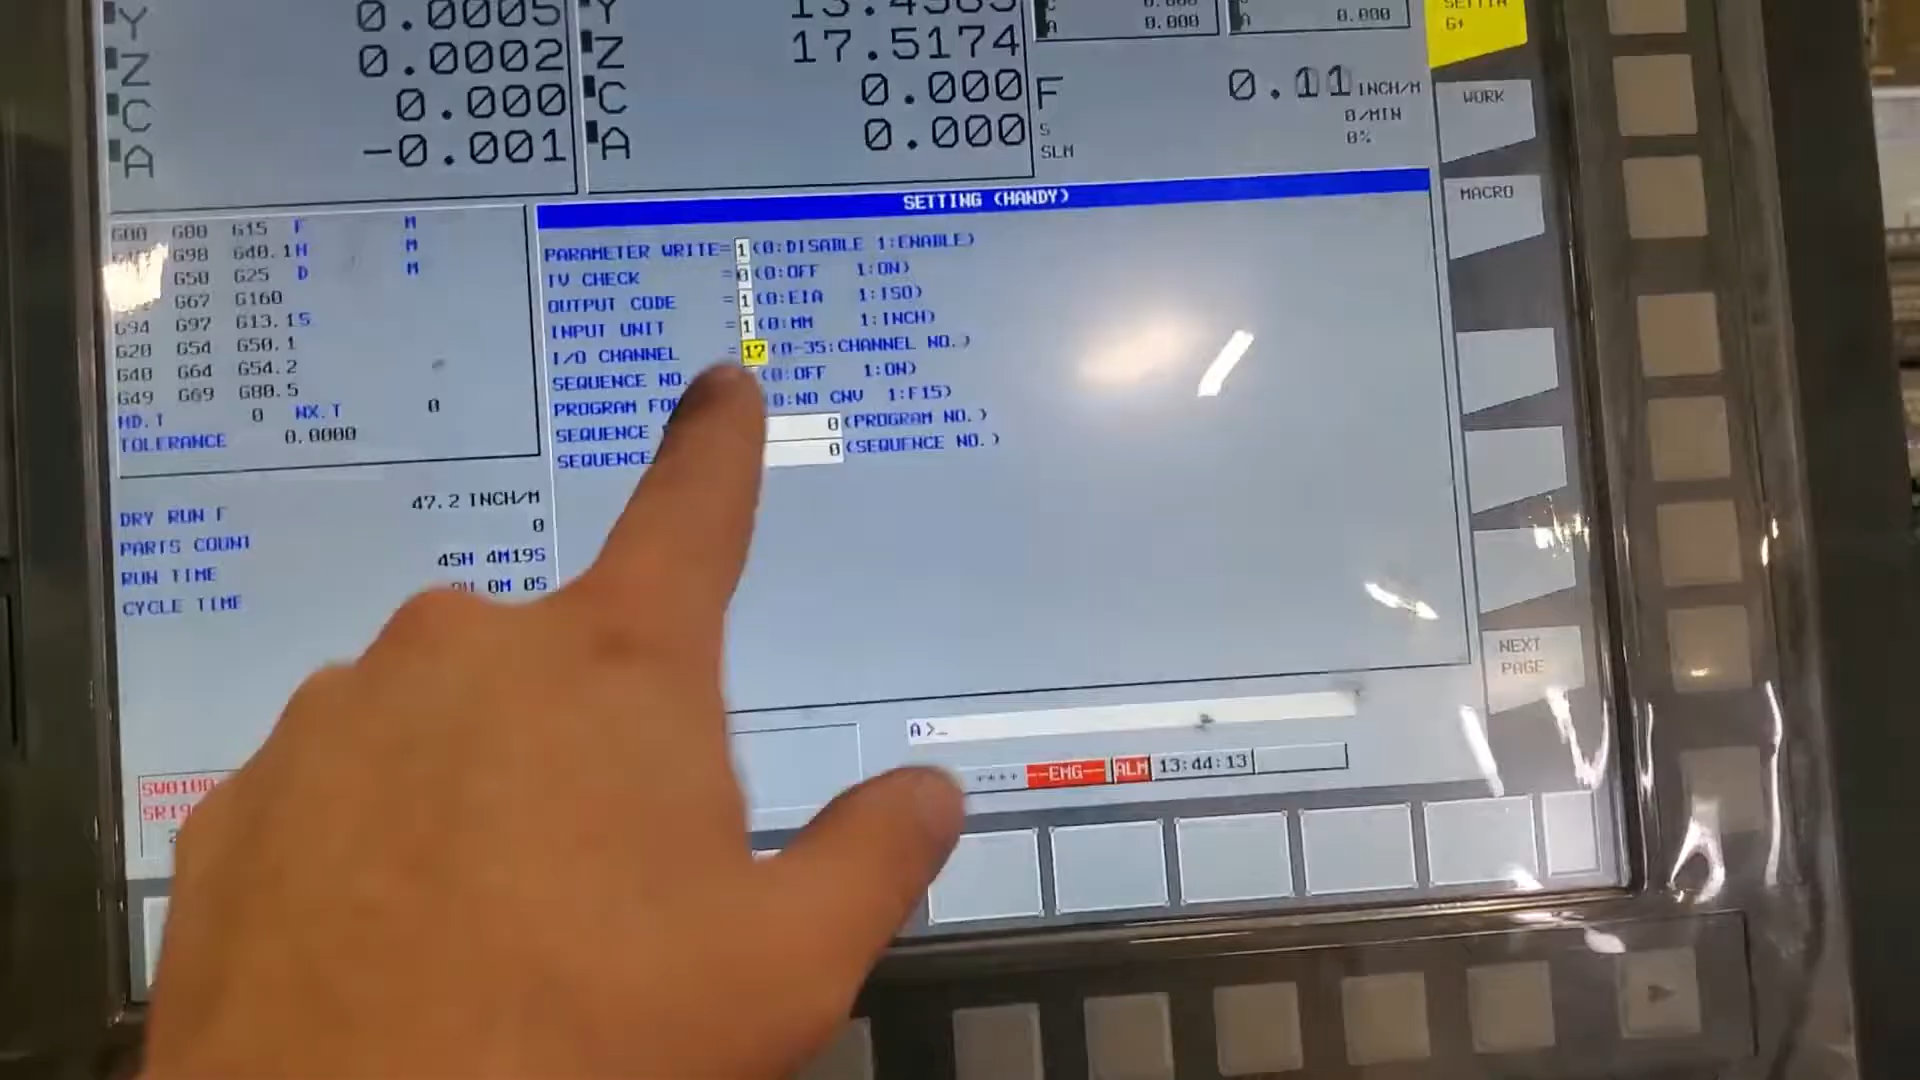 Y 0.0005
Z 0.0002
C 0.000
A -0.001
Y
Z 17.5174
C 0.000
A 0.000
C
A 0.000
A 0.000
F 0.11 INCH/M
0/MIN
S 0%
SLM
G+
WORK
MACRO
NEXT
PAGE
G00 G80 G15 F M
G98 G40.1 H M
G50 G25 D M
G67 G160
G94 G97 G13.1 S
G20 G54 G50.1
G40 G64 G54.2
G49 G69 G80.5
HD.T 0 NX.T 0
TOLERANCE 0.0000
DRY RUN F 47.2 INCH/M
PARTS COUNT 0
RUN TIME 45H 4M19S
CYCLE TIME 0M 0S
SETTING (HANDY)
PARAMETER WRITE=1(0:DISABLE 1:ENABLE)
TV CHECK =0(0:OFF 1:ON)
OUTPUT CODE =1(0:EIA 1:ISO)
INPUT UNIT =1(0:MM 1:INCH)
I/O CHANNEL =17(0-35:CHANNEL NO.)
SEQUENCE NO. (0:OFF 1:ON)
PROGRAM (0:NO CNV 1:F15)
SEQUENCE 0(PROGRAM NO.)
SEQUENCE 0(SEQUENCE NO.)
A>_
**** --EMG-- ALM 13:44:13
SW0100